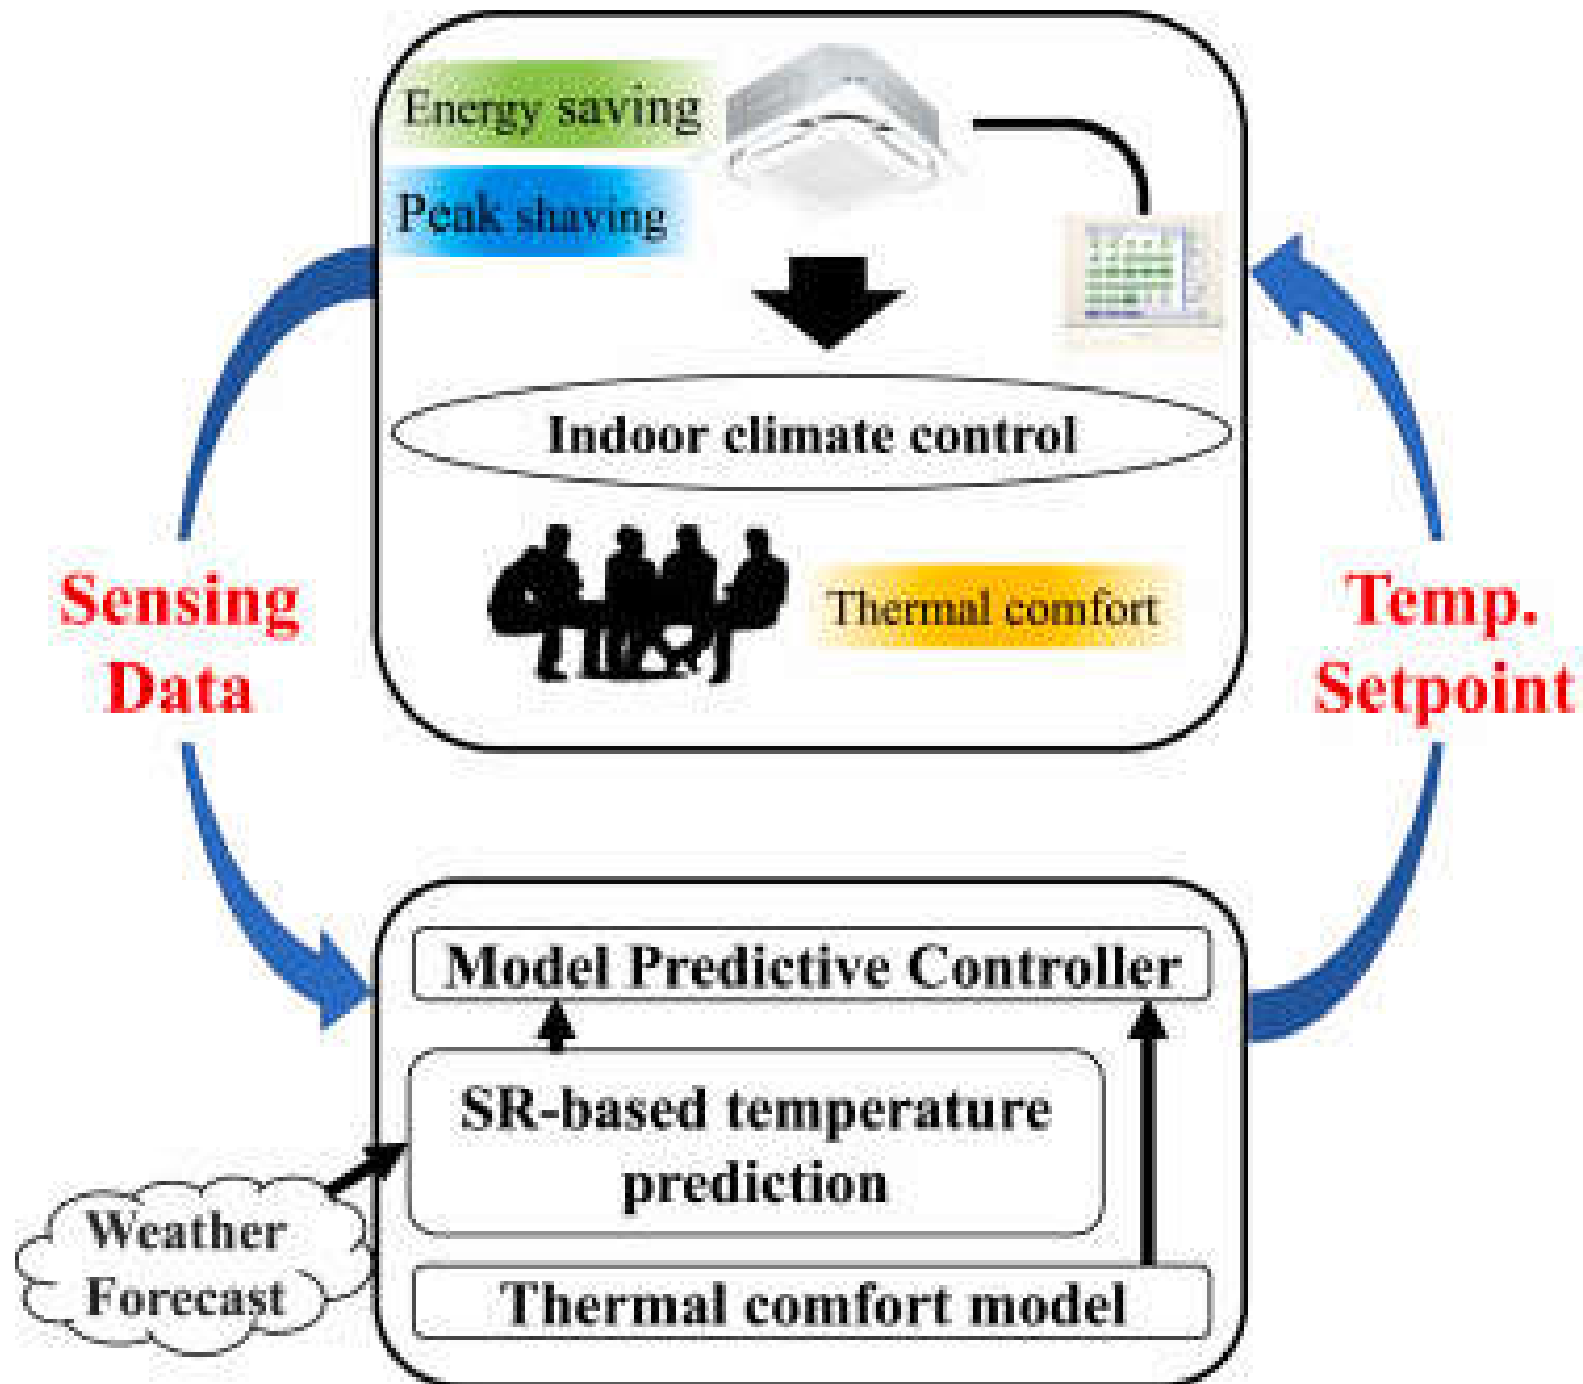 Energy saving
Peak shaving
Indoor climate control
Thermal comfort
Sensing
Data
Temp.
Setpoint
Model Predictive Controller
SR-based temperature
prediction
Weather
Forecast
Thermal comfort model